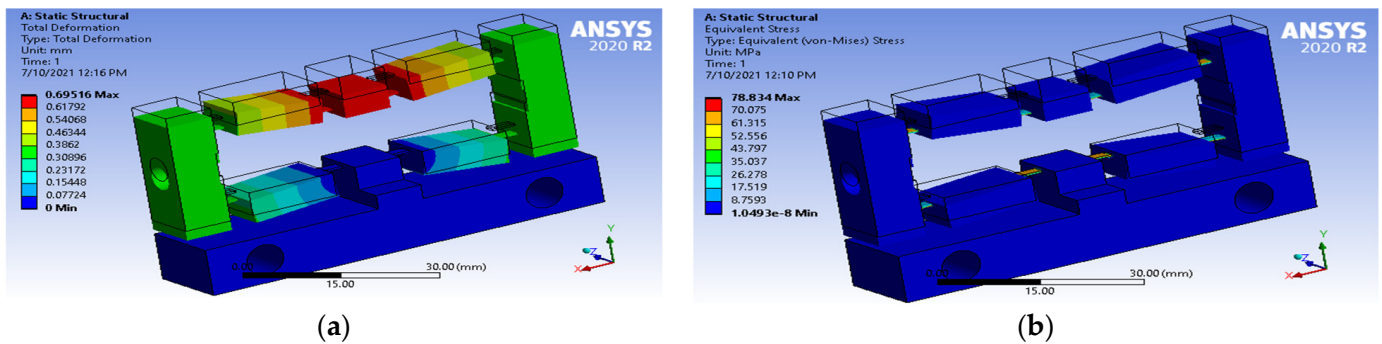 A: Static Structural
Total Deformation
Type: Total Deformation
Unit: mm
Time: 1
7/10/2021 12:16 PM
0.69516 Max
0.61792
0.54068
0.46344
0.3862
0.30896
0.23172
0.15448
0.07724
0 Min
ANSYS
2020 R2
Y
Z
X
0.00
30.00 (mm)
15.00
(a)
A: Static Structural
Equivalent Stress
Type: Equivalent (von-Mises) Stress
Unit: MPa
Time: 1
7/10/2021 12:10 PM
78.834 Max
70.075
61.315
52.556
43.797
35.037
26.278
17.519
8.7593
1.0493e-8 Min
ANSYS
2020 R2
Y
Z
X
0.00
30.00 (mm)
15.00
(b)